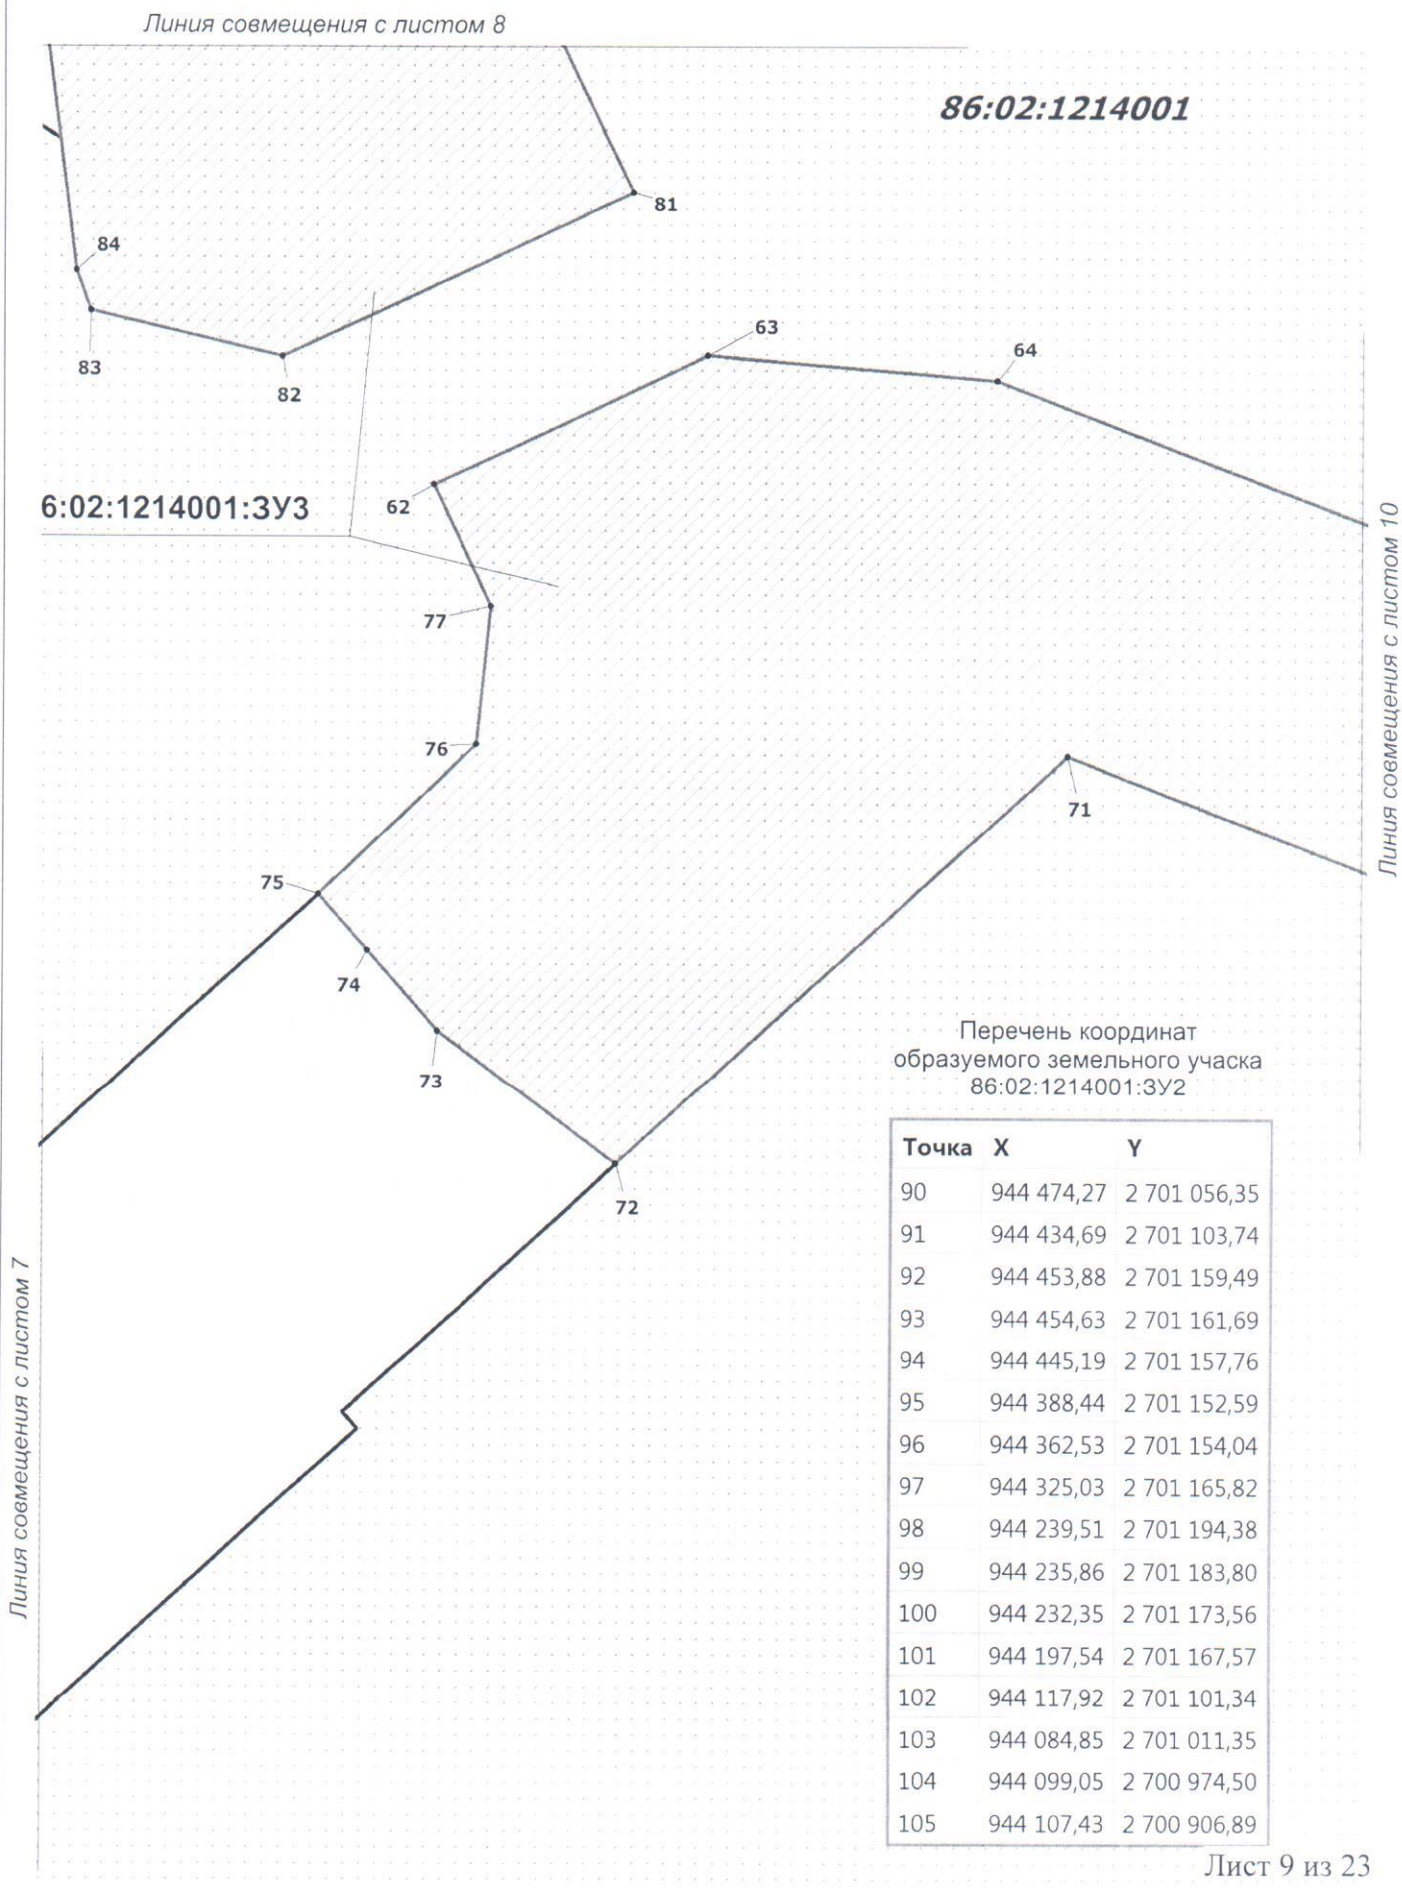 Линия совмещения с листом 8
86:02:1214001
81
84
63
64
83
82
62
6:02:1214001:ЗУ3
Линия совмещения с листом 10
77
76
71
75
74
73
72
Линия совмещения с листом 7
Перечень координат
образуемого земельного учаска
86:02:1214001:ЗУ2
Точка X Y
90 944 474,27 2 701 056,35
91 944 434,69 2 701 103,74
92 944 453,88 2 701 159,49
93 944 454,63 2 701 161,69
94 944 445,19 2 701 157,76
95 944 388,44 2 701 152,59
96 944 362,53 2 701 154,04
97 944 325,03 2 701 165,82
98 944 239,51 2 701 194,38
99 944 235,86 2 701 183,80
100 944 232,35 2 701 173,56
101 944 197,54 2 701 167,57
102 944 117,92 2 701 101,34
103 944 084,85 2 701 011,35
104 944 099,05 2 700 974,50
105 944 107,43 2 700 906,89
Лист 9 из 23